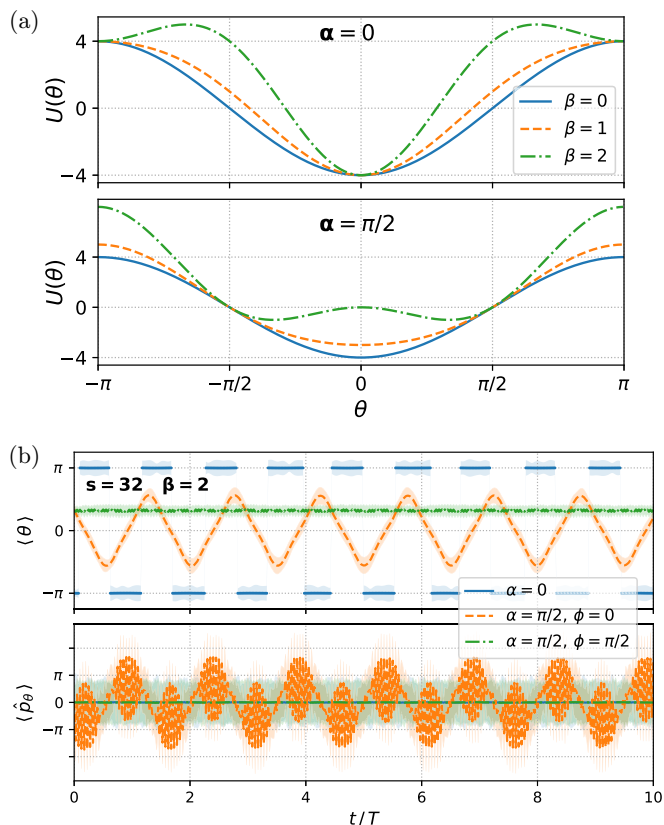 (a)
α = 0
U(θ)
4
0
−4
β = 0
β = 1
β = 2
α = π/2
U(θ)
4
0
−4
−π
−π/2
0
π/2
π
θ
(b)
π
s = 32 β = 2
⟨ θ ⟩
0
−π
α = 0
α = π/2, ϕ = 0
α = π/2, ϕ = π/2
⟨ p̂θ ⟩
π
0
−π
0
2
4
6
8
10
t / T